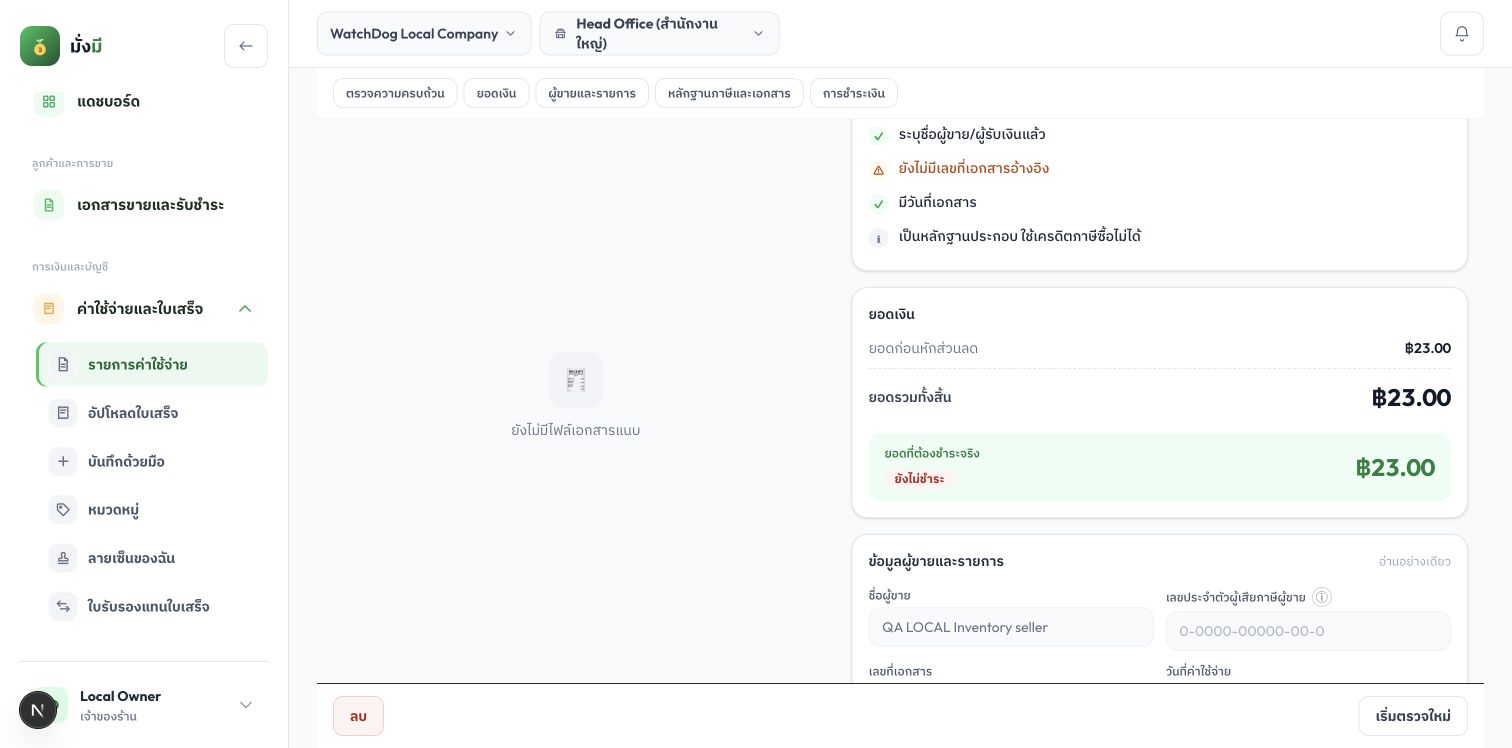 มั่งมี
แดชบอร์ด
ลูกค้าและการขาย
เอกสารขายและรับชำระ
การเงินและบัญชี
ค่าใช้จ่ายและใบเสร็จ
รายการค่าใช้จ่าย
อัปโหลดใบเสร็จ
บันทึกด้วยมือ
หมวดหมู่
ลายเซ็นของฉัน
ใบรับรองแทนใบเสร็จ
N
Local Owner
เจ้าของร้าน
WatchDog Local Company
Head Office (สำนักงาน
ใหญ่)
ตรวจความครบถ้วน
ยอดเงิน
ผู้ขายและรายการ
หลักฐานภาษีและเอกสาร
การชำระเงิน
RECEIPT
ยังไม่มีไฟล์เอกสารแนบ
ระบุชื่อผู้ขาย/ผู้รับเงินแล้ว
ยังไม่มีเลขที่เอกสารอ้างอิง
มีวันที่เอกสาร
เป็นหลักฐานประกอบ ใช้เครดิตภาษีซื้อไม่ได้
ยอดเงิน
ยอดก่อนหักส่วนลด ฿23.00
ยอดรวมทั้งสิ้น ฿23.00
ยอดที่ต้องชำระจริง
ยังไม่ชำระ
฿23.00
ข้อมูลผู้ขายและรายการ อ่านอย่างเดียว
ชื่อผู้ขาย
QA LOCAL Inventory seller
เลขประจำตัวผู้เสียภาษีผู้ขาย
0-0000-00000-00-0
เลขที่เอกสาร
วันที่ค่าใช้จ่าย
ลบ
เริ่มตรวจใหม่